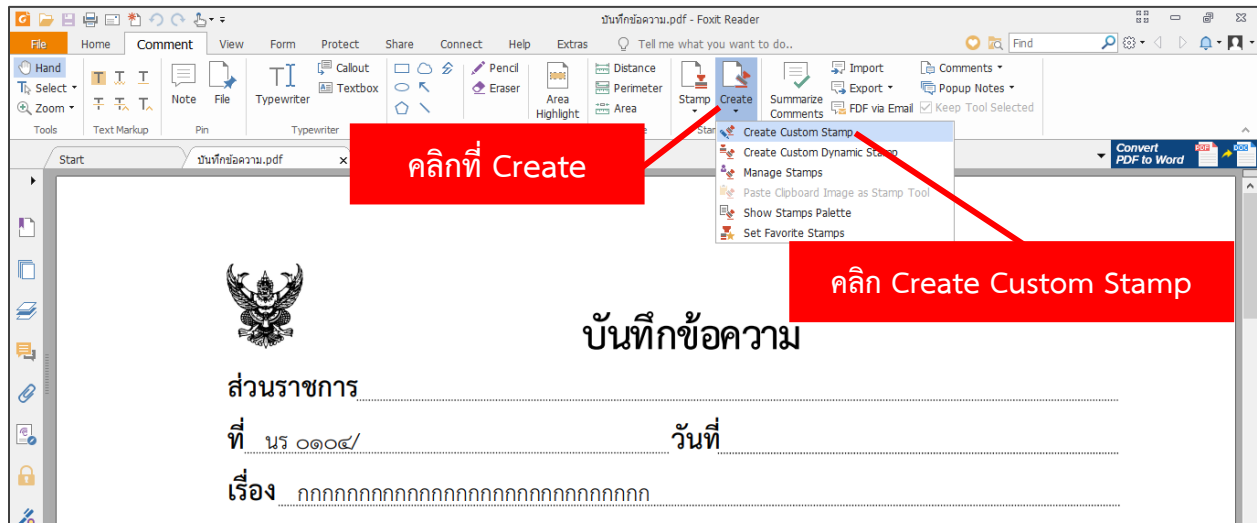 บันทึกข้อความ.pdf - Foxit Reader
File Home Comment View Form Protect Share Connect Help Extras Tell me what you want to do.. Find
Hand
Select
Zoom
Tools
Text Markup
Note
File
Pin
Typewriter
Callout
Textbox
Typewriter
Pencil
Eraser
Area
Highlight
Distance
Perimeter
Area
Stamp
Create
Summarize
Comments
Import
Export
FDF via Email
Comments
Popup Notes
Keep Tool Selected
Start
บันทึกข้อความ.pdf
Convert
PDF to Word
PDF
DOC
Create Custom Stamp
Create Custom Dynamic Stamp
Manage Stamps
Paste Clipboard Image as Stamp Tool
Show Stamps Palette
Set Favorite Stamps
คลิกที่ Create
คลิก Create Custom Stamp
บันทึกข้อความ
ส่วนราชการ
ที่ นร ๐๑๐๔/ วันที่
เรื่อง กกกกกกกกกกกกกกกกกกกกกกกกกกกกกก